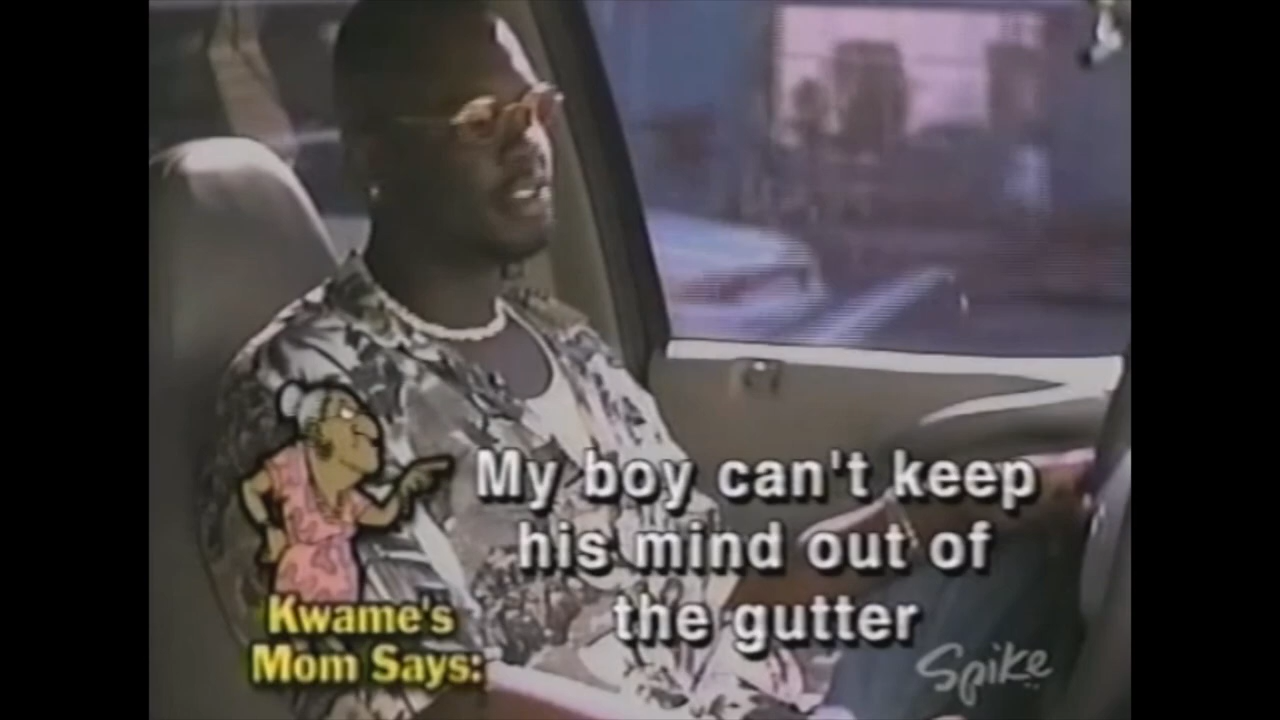 My boy can't keep
his mind out of
the gutter
Kwame's
Mom Says:
Spike